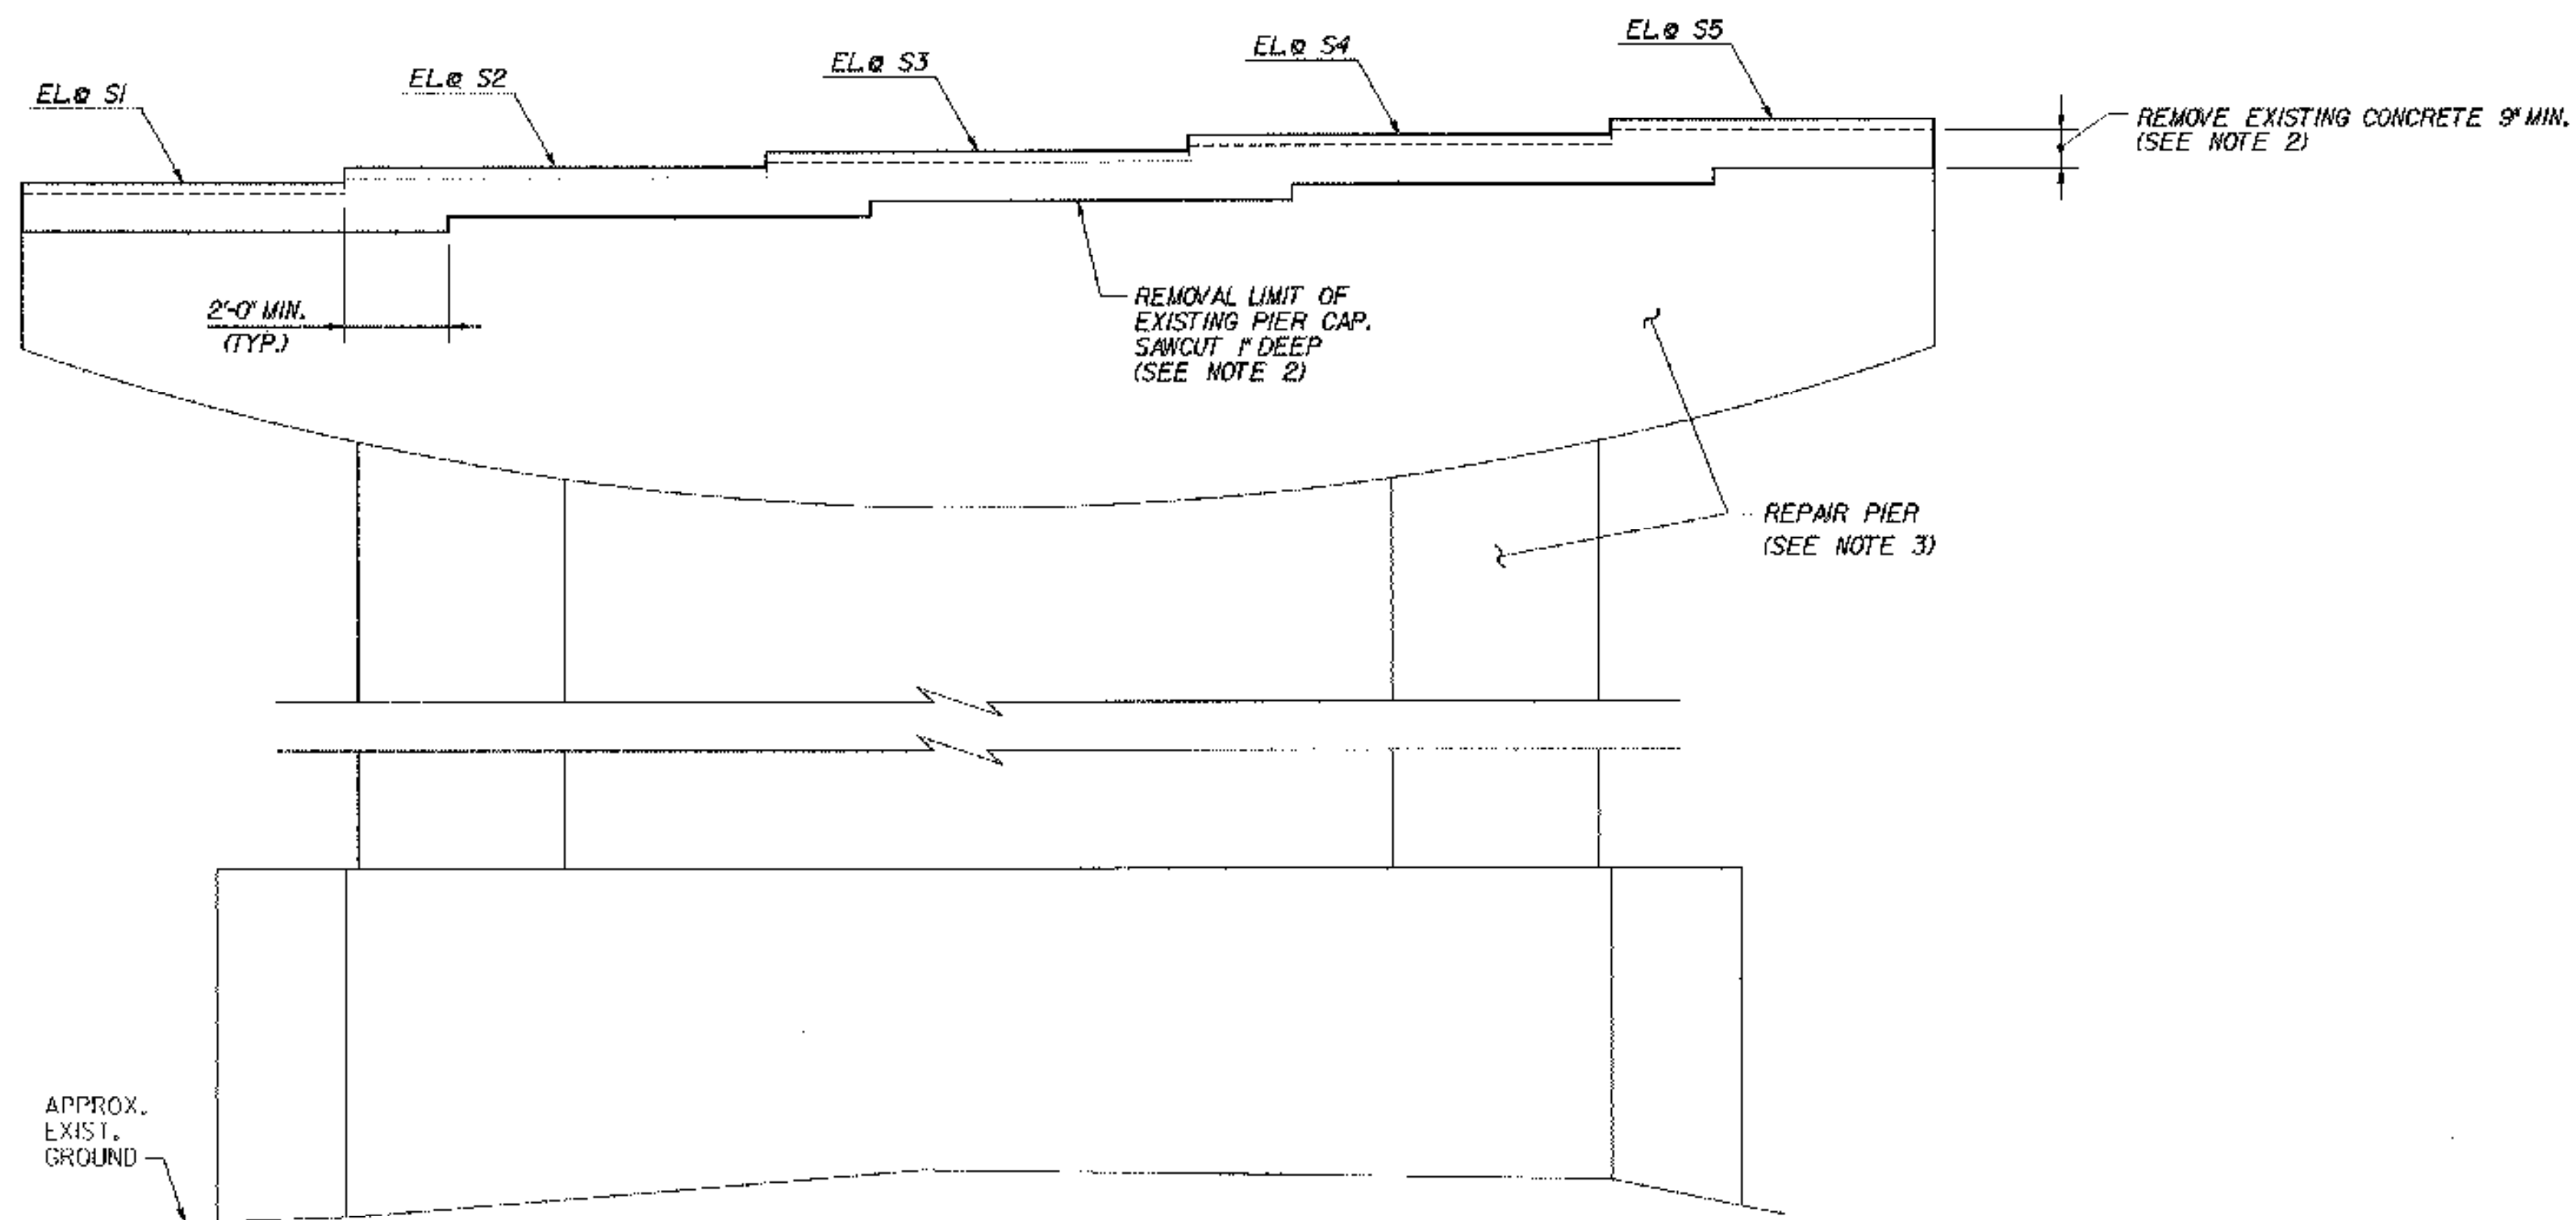 EL.@ S1
EL.@ S2
EL.@ S3
EL.@ S4
EL.@ S5
REMOVE EXISTING CONCRETE 9" MIN.
(SEE NOTE 2)
2'-0" MIN.
(TYP.)
REMOVAL LIMIT OF
EXISTING PIER CAP.
SAWCUT 1" DEEP
(SEE NOTE 2)
REPAIR PIER
(SEE NOTE 3)
APPROX.
EXIST.
GROUND